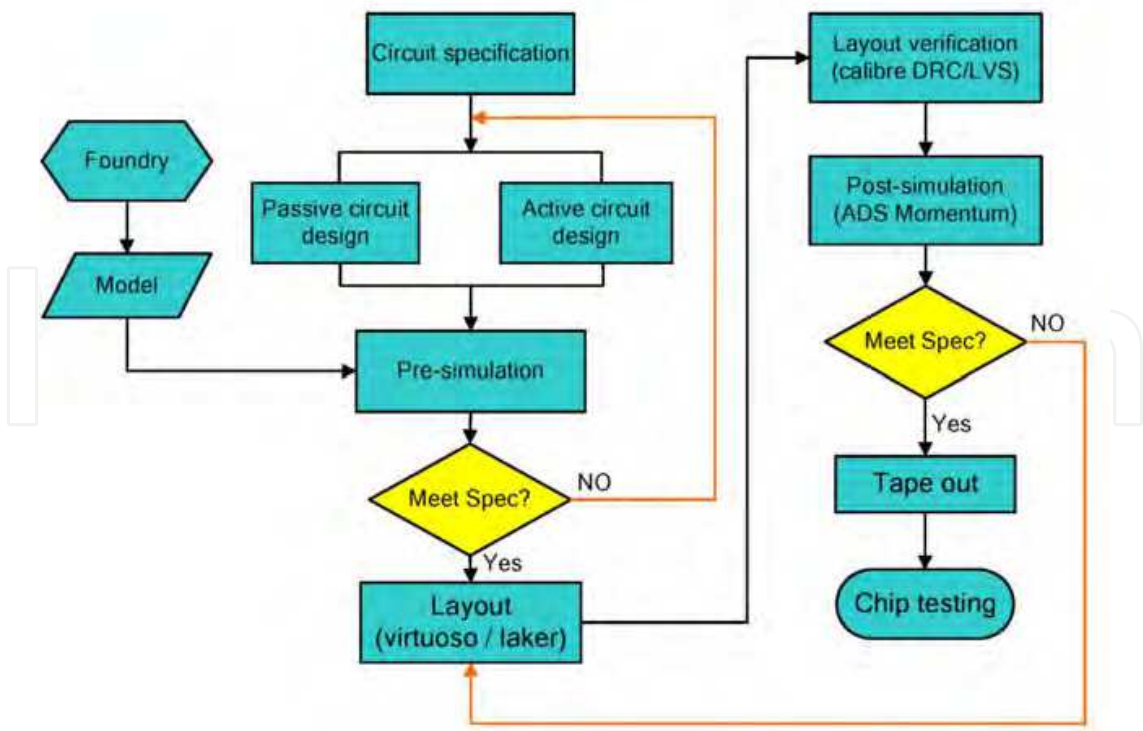 Circuit specification
Foundry
Passive circuit
design
Active circuit
design
Model
Pre-simulation
Meet Spec?
NO
Yes
Layout
(virtuoso / laker)
Layout verification
(calibre DRC/LVS)
Post-simulation
(ADS Momentum)
Meet Spec?
NO
Yes
Tape out
Chip testing